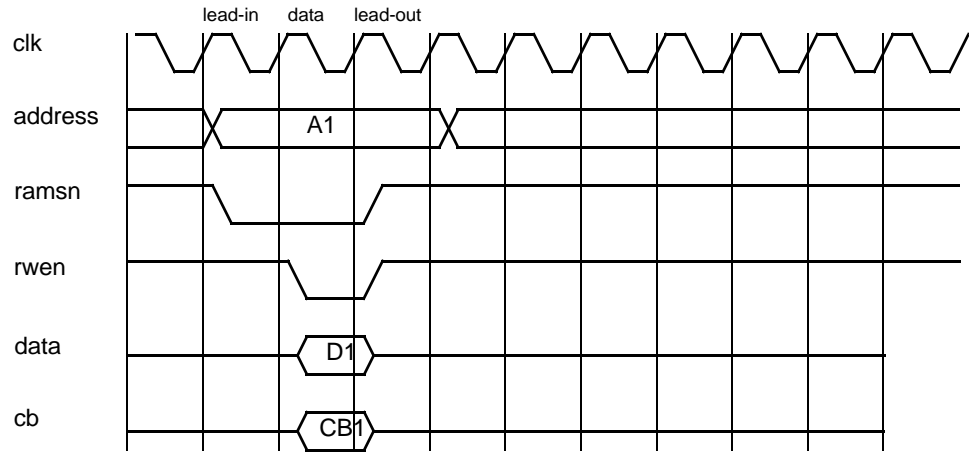 lead-in data lead-out
clk
address A1
ramsn
rwen
data D1
cb CB1